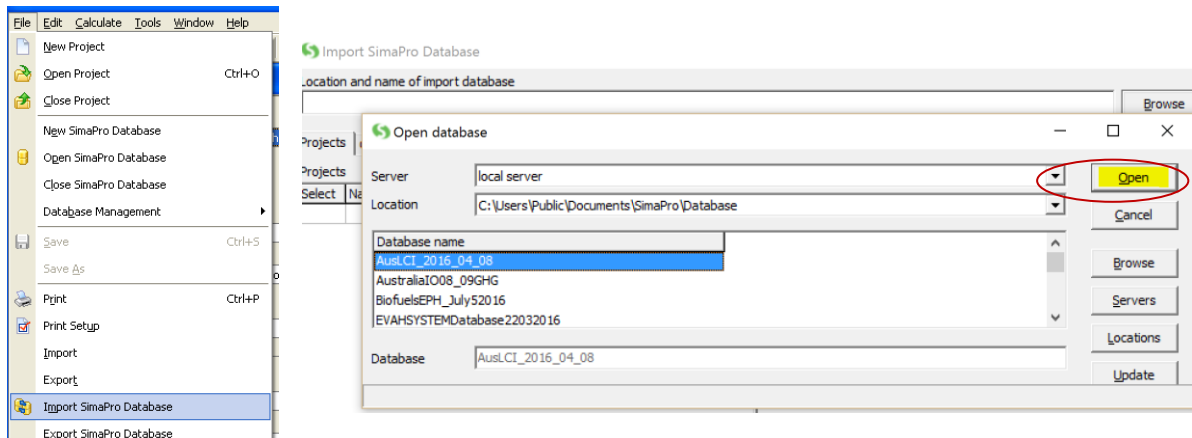 File Edit Calculate Tools Window Help
New Project
Open Project Ctrl+O
Close Project
New SimaPro Database
Open SimaPro Database
Close SimaPro Database
Database Management
Save Ctrl+S
Save As
Print Ctrl+P
Print Setup
Import
Export
Import SimaPro Database
Export SimaPro Database
Import SimaPro Database
Location and name of import database
Browse
Projects
Projects
Select Na
Open database
Server local server
Open
Location C:\Users\Public\Documents\SimaPro\Database
Cancel
Database name
AusLCI_2016_04_08
AustraliaIO08_09GHG
BiofuelsEPH_July52016
EVAHSYSTEMDatabase22032016
Browse
Servers
Locations
Database AusLCI_2016_04_08
Update